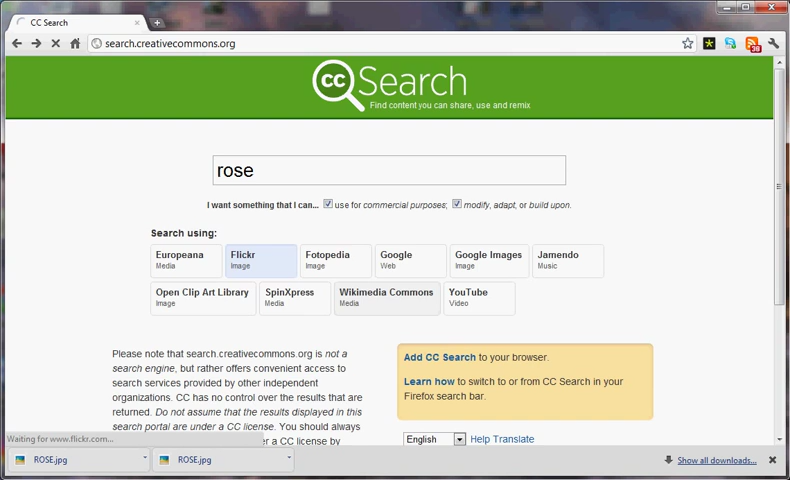 CC Search
search.creativecommons.org
38
cc Search
Find content you can share, use and remix
rose
I want something that I can... use for commercial purposes; modify, adapt, or build upon.
Search using:
Europeana Flickr Fotopedia Google Google Images Jamendo
Media Image Image Web Image Music
Open Clip Art Library SpinXpress Wikimedia Commons YouTube
Image Media Media Video
Please note that search.creativecommons.org is not a
search engine, but rather offers convenient access to
search services provided by other independent
organizations. CC has no control over the results that are
returned. Do not assume that the results displayed in this
search portal are under a CC license. You should always
er a CC license by
Add CC Search to your browser.
Learn how to switch to or from CC Search in your
Firefox search bar.
English Help Translate
Waiting for www.flickr.com...
ROSE.jpg ROSE.jpg Show all downloads...